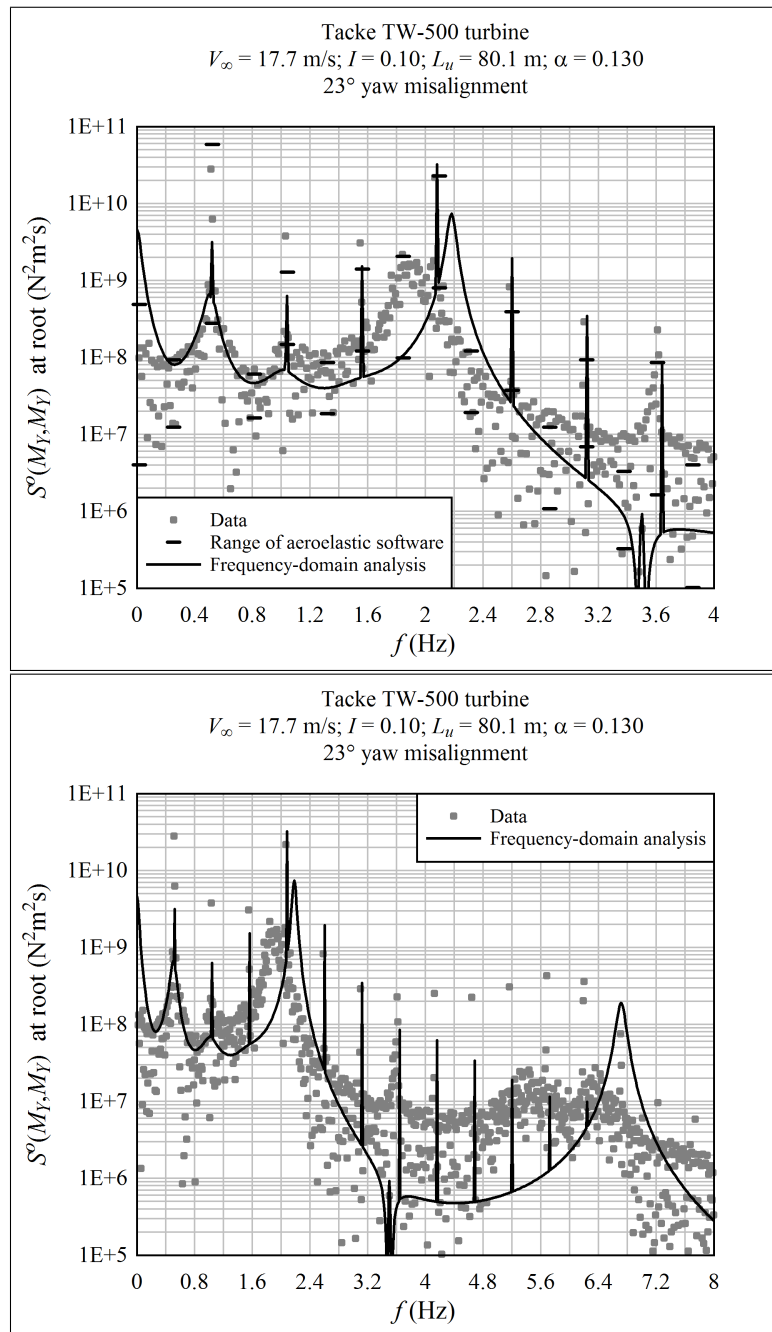 Tacke TW-500 turbine
V∞ = 17.7 m/s; I = 0.10; Lu = 80.1 m; α = 0.130
23° yaw misalignment
1E+11
1E+10
1E+9
1E+8
1E+7
1E+6
1E+5
S°(MY,MY) at root (N²m²s)
Data
Range of aeroelastic software
Frequency-domain analysis
0 0.4 0.8 1.2 1.6 2 2.4 2.8 3.2 3.6 4
f (Hz)
Tacke TW-500 turbine
V∞ = 17.7 m/s; I = 0.10; Lu = 80.1 m; α = 0.130
23° yaw misalignment
1E+11
1E+10
1E+9
1E+8
1E+7
1E+6
1E+5
S°(MY,MY) at root (N²m²s)
Data
Frequency-domain analysis
0 0.8 1.6 2.4 3.2 4 4.8 5.6 6.4 7.2 8
f (Hz)